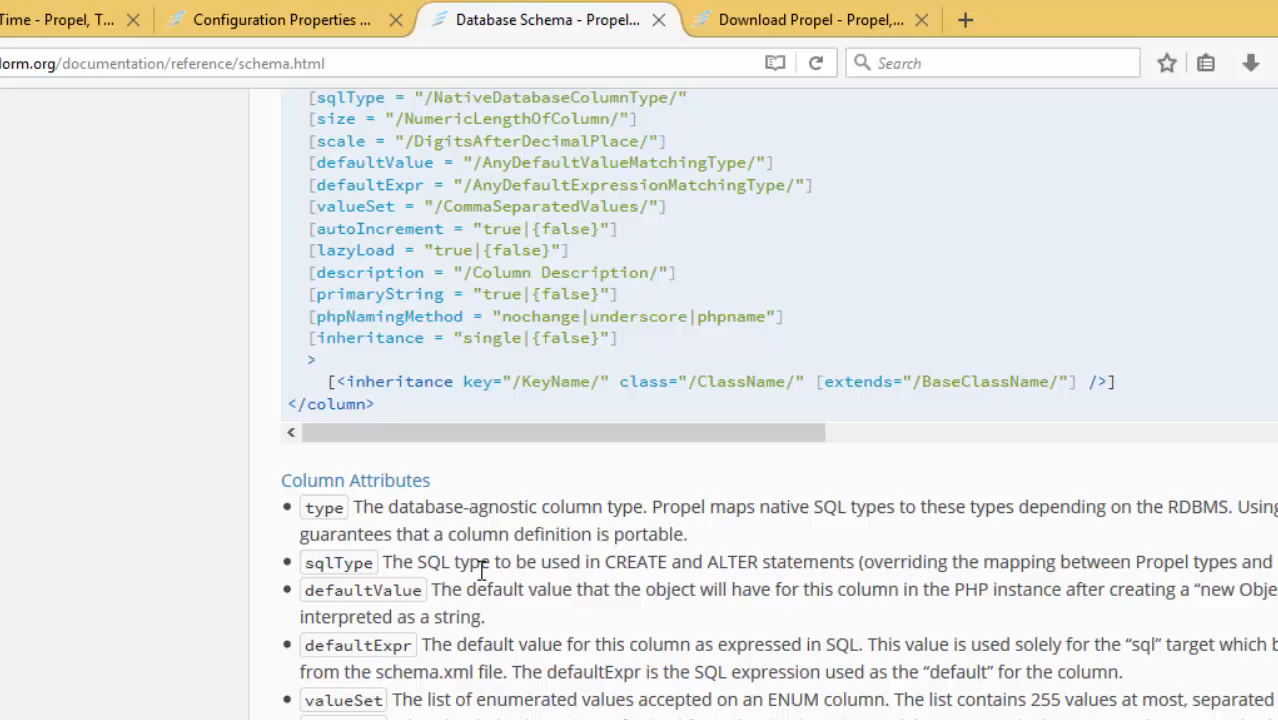 Time - Propel, T...
Configuration Properties ...
Database Schema - Propel...
Download Propel - Propel,...
lorm.org/documentation/reference/schema.html
Search
[sqlType = "/NativeDatabaseColumnType/"
[size = "/NumericLengthOfColumn/"]
[scale = "/DigitsAfterDecimalPlace/"]
[defaultValue = "/AnyDefaultValueMatchingType/"]
[defaultExpr = "/AnyDefaultExpressionMatchingType/"]
[valueSet = "/CommaSeparatedValues/"]
[autoIncrement = "true|{false}"]
[lazyLoad = "true|{false}"]
[description = "/Column Description/"]
[primaryString = "true|{false}"]
[phpNamingMethod = "nochange|underscore|phpname"]
[inheritance = "single|{false}"]
>
[<inheritance key="/KeyName/" class="/ClassName/" [extends="/BaseClassName/"] />]
</column>
Column Attributes
• type The database-agnostic column type. Propel maps native SQL types to these types depending on the RDBMS. Using
guarantees that a column definition is portable.
• sqlType The SQL type to be used in CREATE and ALTER statements (overriding the mapping between Propel types and
• defaultValue The default value that the object will have for this column in the PHP instance after creating a “new Obje
interpreted as a string.
• defaultExpr The default value for this column as expressed in SQL. This value is used solely for the “sql” target which b
from the schema.xml file. The defaultExpr is the SQL expression used as the “default” for the column.
• valueSet The list of enumerated values accepted on an ENUM column. The list contains 255 values at most, separated